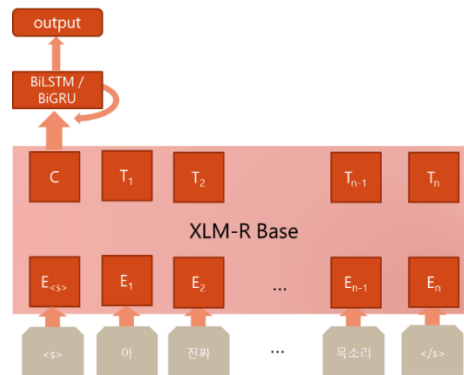 output
BiLSTM /
BiGRU
C T1 T2 Tn-1 Tn
XLM-R Base
E<s> E1 E2 ... En-1 En
<s> 아 진짜 ... 목소리 </s>